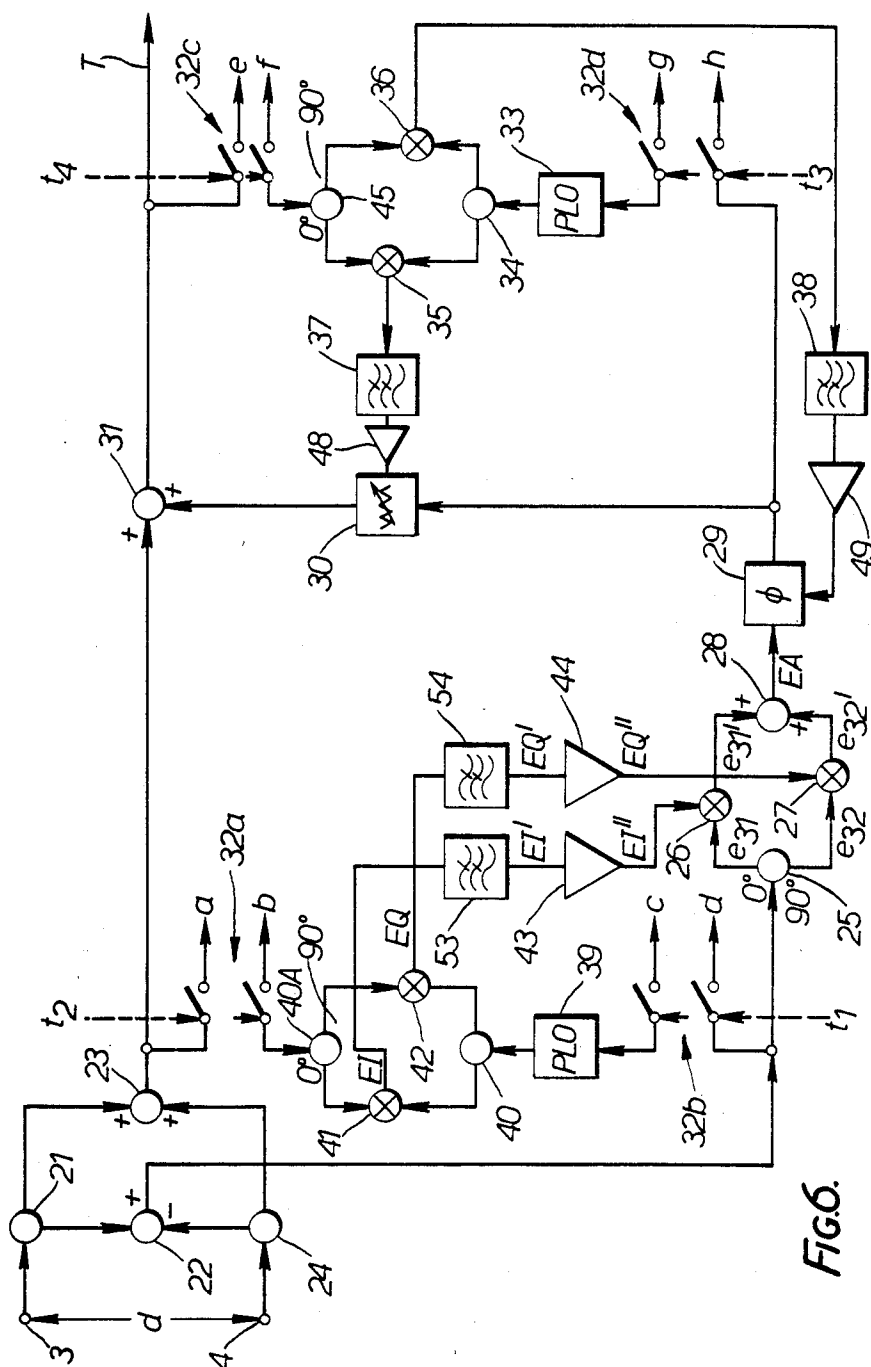 T
t4
32c
e
f
90°
0°
45
36
33
PLO
34
35
32d
g
h
t3
37
48
30
38
49
31
+
+
29
ϕ
28
EA
+
+
54
EQ'
44
EQ"
e31'
e32'
53
EI'
43
EI"
26
27
e31
e32
0°
90°
25
a
32a
b
t2
40A
90°
0°
EQ
EI
42
41
40
39
PLO
c
d
32b
t1
23
+
+
21
+
-
22
24
3
d
4
FIG.6.